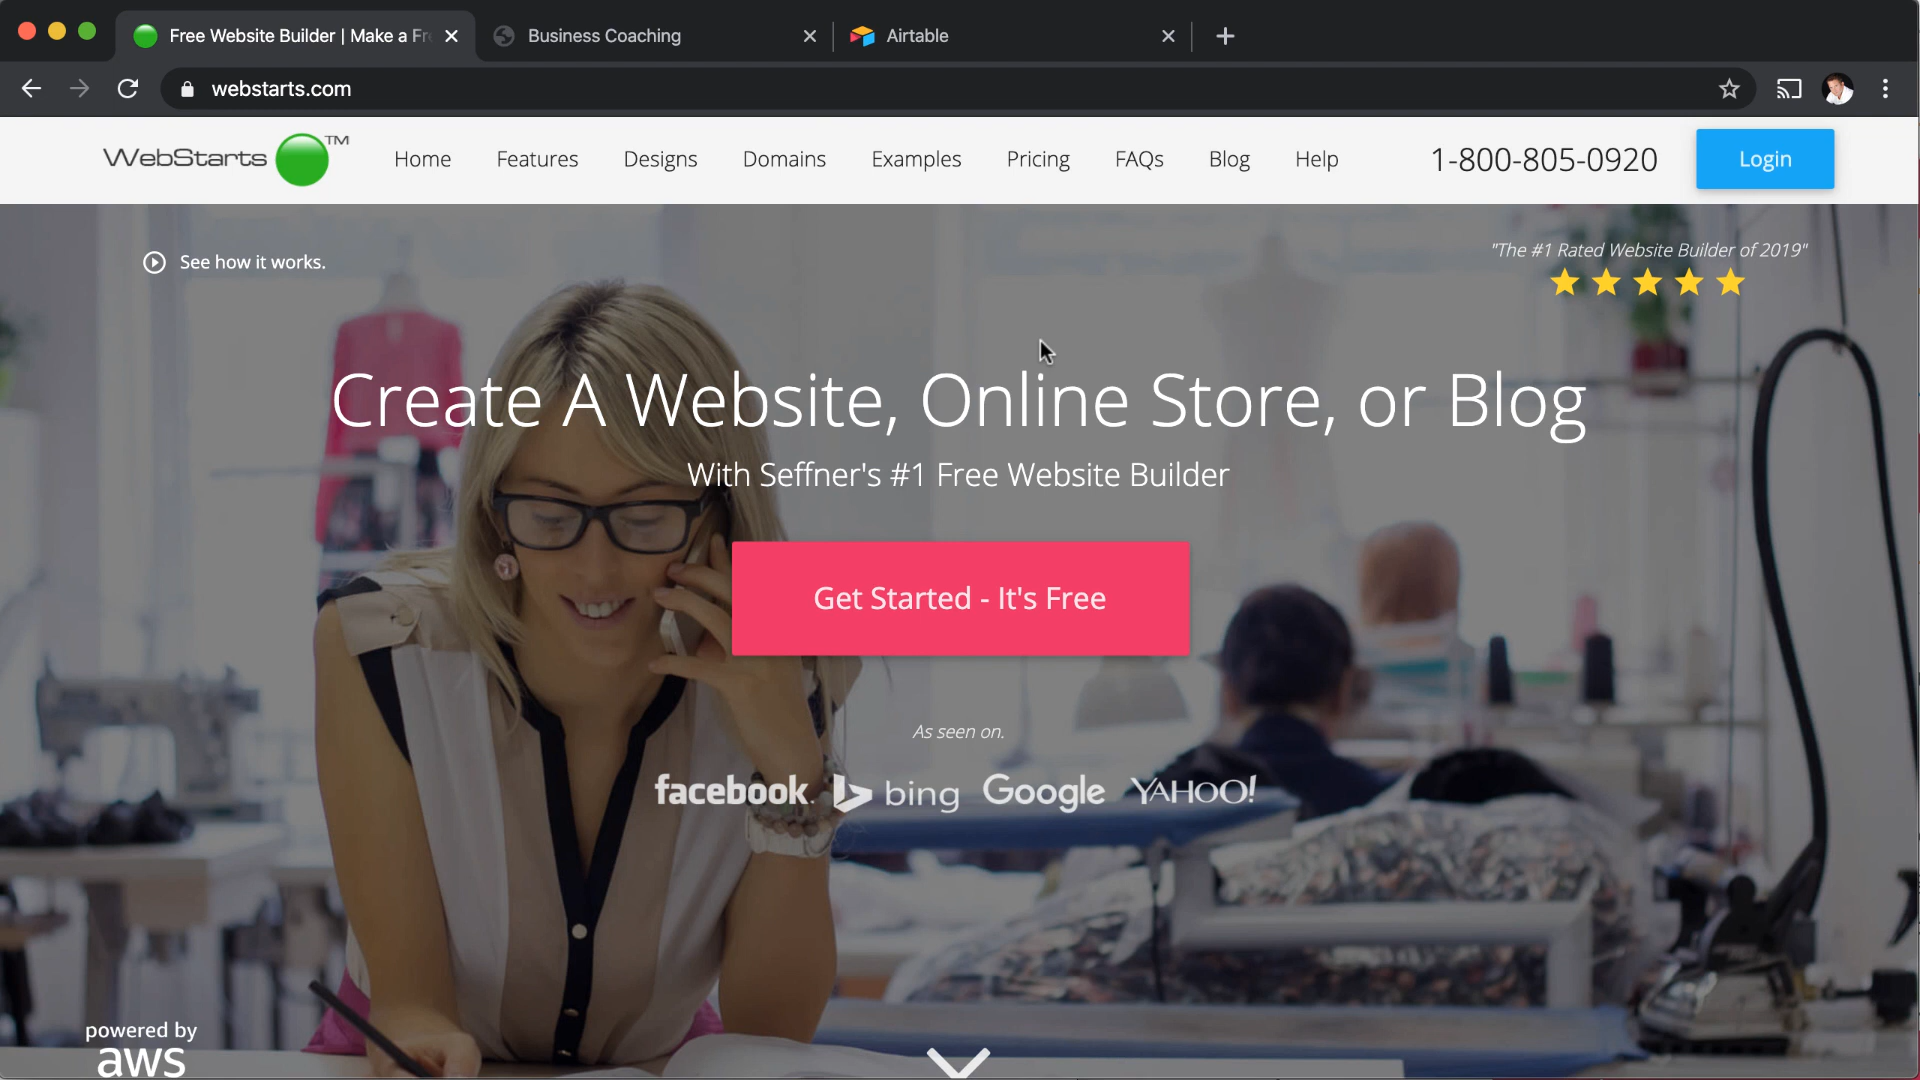 Free Website Builder | Make a Fr
Business Coaching
Airtable
webstarts.com
WebStarts TM
Home
Features
Designs
Domains
Examples
Pricing
FAQs
Blog
Help
1-800-805-0920
Login
See how it works.
"The #1 Rated Website Builder of 2019"
Create A Website, Online Store, or Blog
With Seffner's #1 Free Website Builder
Get Started - It's Free
As seen on.
facebook. bing Google YAHOO!
powered by
aws